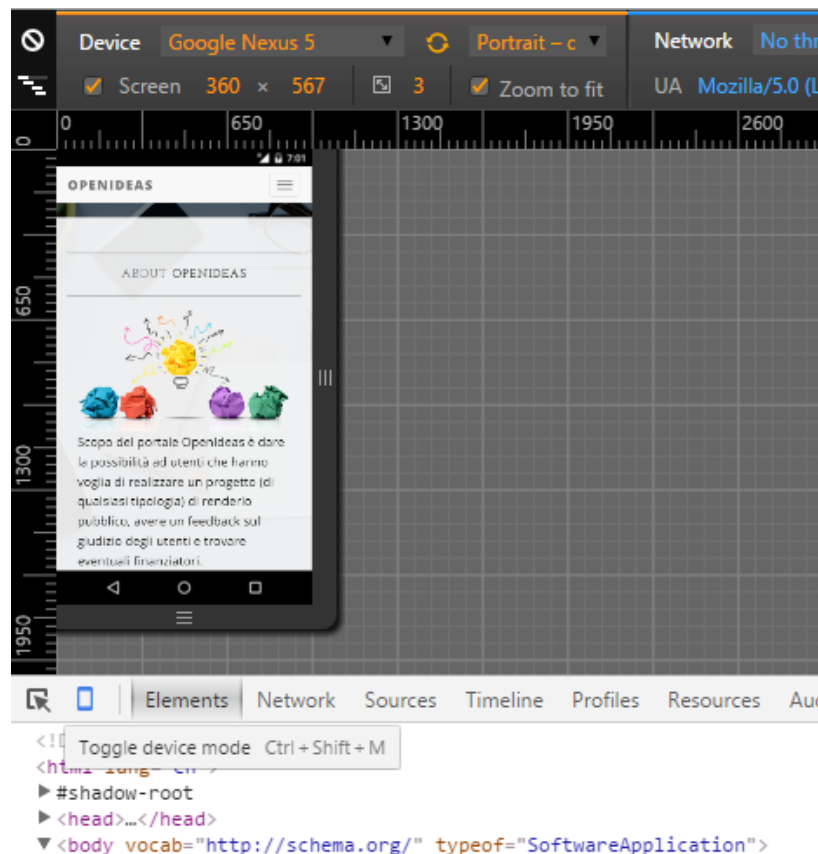 Device Google Nexus 5 Portrait – c Network No thr
Screen 360 × 567 3 Zoom to fit UA Mozilla/5.0 (L
0 0 650 1300 1950 2600
7:01
OPENIDEAS
ABOUT OPENIDEAS
650
Scopo del portale OpenIdeas è dare
la possibilità ad utenti che hanno
voglia di realizzare un progetto (di
qualsiasi tipologia) di renderlo
pubblico, avere un feedback sul
giudizio degli utenti e trovare
eventuali finanziatori.
1300
1950
Elements Network Sources Timeline Profiles Resources Auc
Toggle device mode Ctrl + Shift + M
#shadow-root
<head>…</head>
<body vocab="http://schema.org/" typeof="SoftwareApplication">